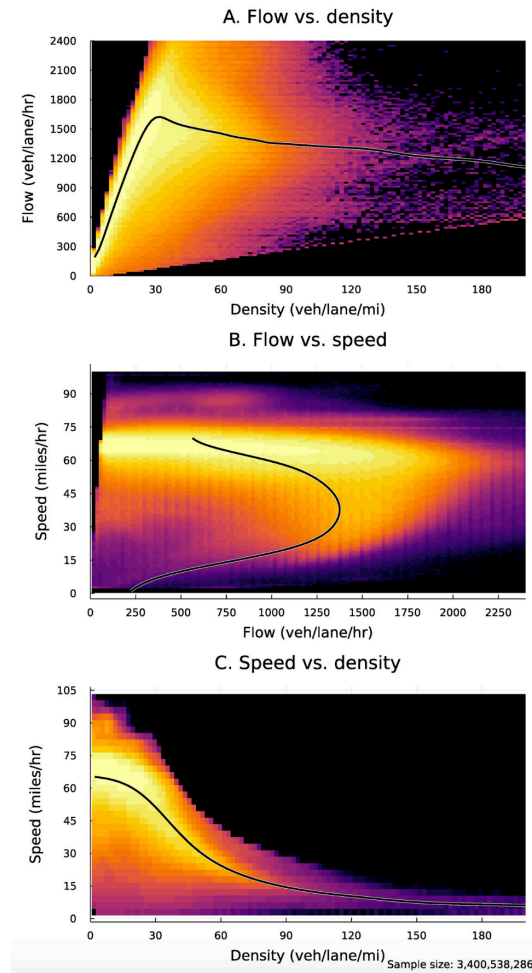 A. Flow vs. density
2400
2100
1800
1500
1200
900
600
300
0
Flow (veh/lane/hr)
0 30 60 90 120 150 180
Density (veh/lane/mi)
B. Flow vs. speed
90
75
60
45
30
15
0
Speed (miles/hr)
0 250 500 750 1000 1250 1500 1750 2000 2250
Flow (veh/lane/hr)
C. Speed vs. density
105
90
75
60
45
30
15
0
Speed (miles/hr)
0 30 60 90 120 150 180
Density (veh/lane/mi)
Sample size: 3,400,538,286